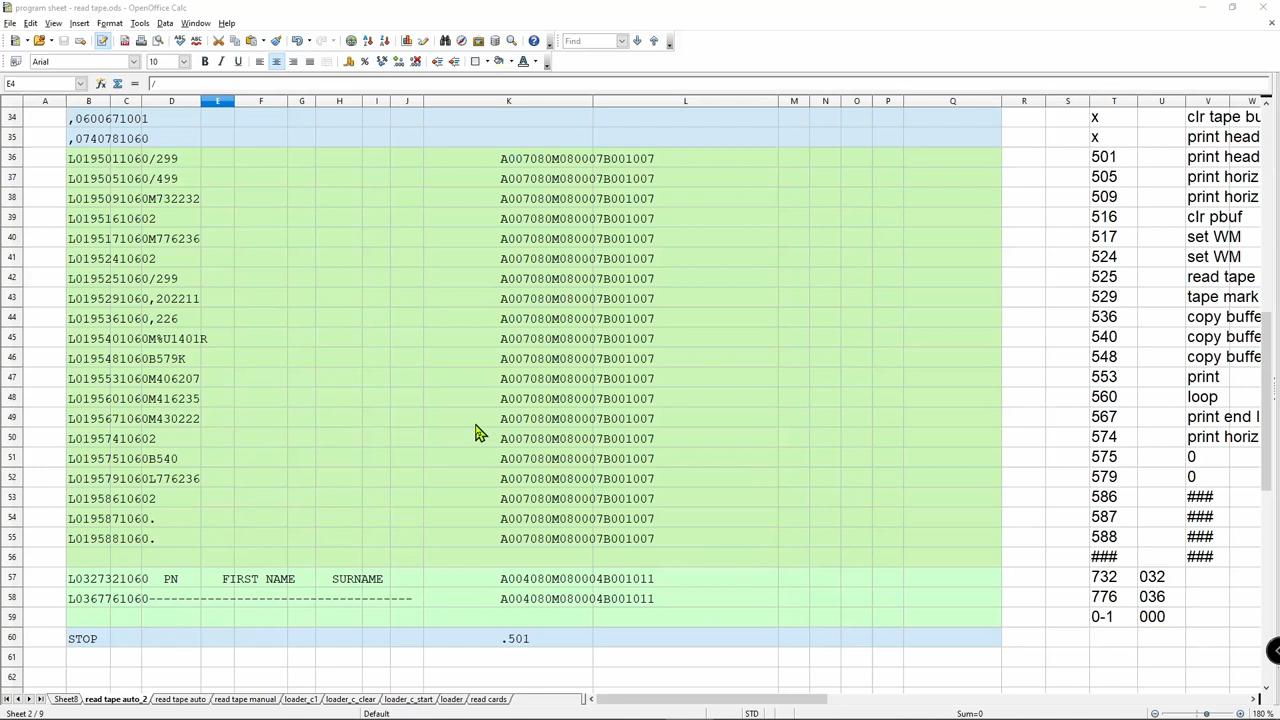 program sheet - read tape.ods - OpenOffice Calc
File Edit View Insert Format Tools Data Window Help
Find
Arial 10 B I U
E4 /
A B C D E F G H I J K L M N O P Q R S T U V W
34 ,0600671001 x clr tape bu
35 ,0740781060 x print head
36 L0195011060/299 A007080M080007B001007 501 print head
37 L0195051060/499 A007080M080007B001007 505 print horiz
38 L0195091060M732232 A007080M080007B001007 509 print horiz
39 L01951610602 A007080M080007B001007 516 clr pbuf
40 L0195171060M776236 A007080M080007B001007 517 set WM
41 L01952410602 A007080M080007B001007 524 set WM
42 L0195251060/299 A007080M080007B001007 525 read tape
43 L0195291060,202211 A007080M080007B001007 529 tape mark
44 L0195361060,226 A007080M080007B001007 536 copy buffe
45 L0195401060M%U1401R A007080M080007B001007 540 copy buffe
46 L0195481060B579K A007080M080007B001007 548 copy buffe
47 L0195531060M406207 A007080M080007B001007 553 print
48 L0195601060M416235 A007080M080007B001007 560 loop
49 L0195671060M430222 A007080M080007B001007 567 print end l
50 L01957410602 A007080M080007B001007 574 print horiz
51 L0195751060B540 A007080M080007B001007 575 0
52 L0195791060L776236 A007080M080007B001007 579 0
53 L01958610602 A007080M080007B001007 586 ###
54 L0195871060. A007080M080007B001007 587 ###
55 L0195881060. A007080M080007B001007 588 ###
56 ### ###
57 L0327321060 PN FIRST NAME SURNAME A004080M080004B001011 732 032
58 L0367761060---------------------------------- A004080M080004B001011 776 036
59 0-1 000
60 STOP .501
61
62
Sheet8 read tape auto_2 read tape auto read tape manual loader_c1 loader_c_clear loader_c_start loader read cards
Sheet 2 / 9 Default STD Sum=0 180 %